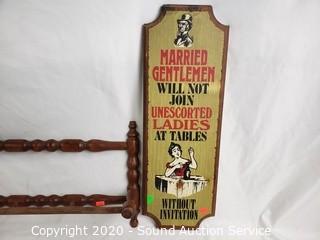 MARRIED
GENTLEMEN
WILL NOT
JOIN
UNESCORTED
LADIES
AT TABLES
WITHOUT
INVITATION
Copyright 2020 - Sound Auction Service